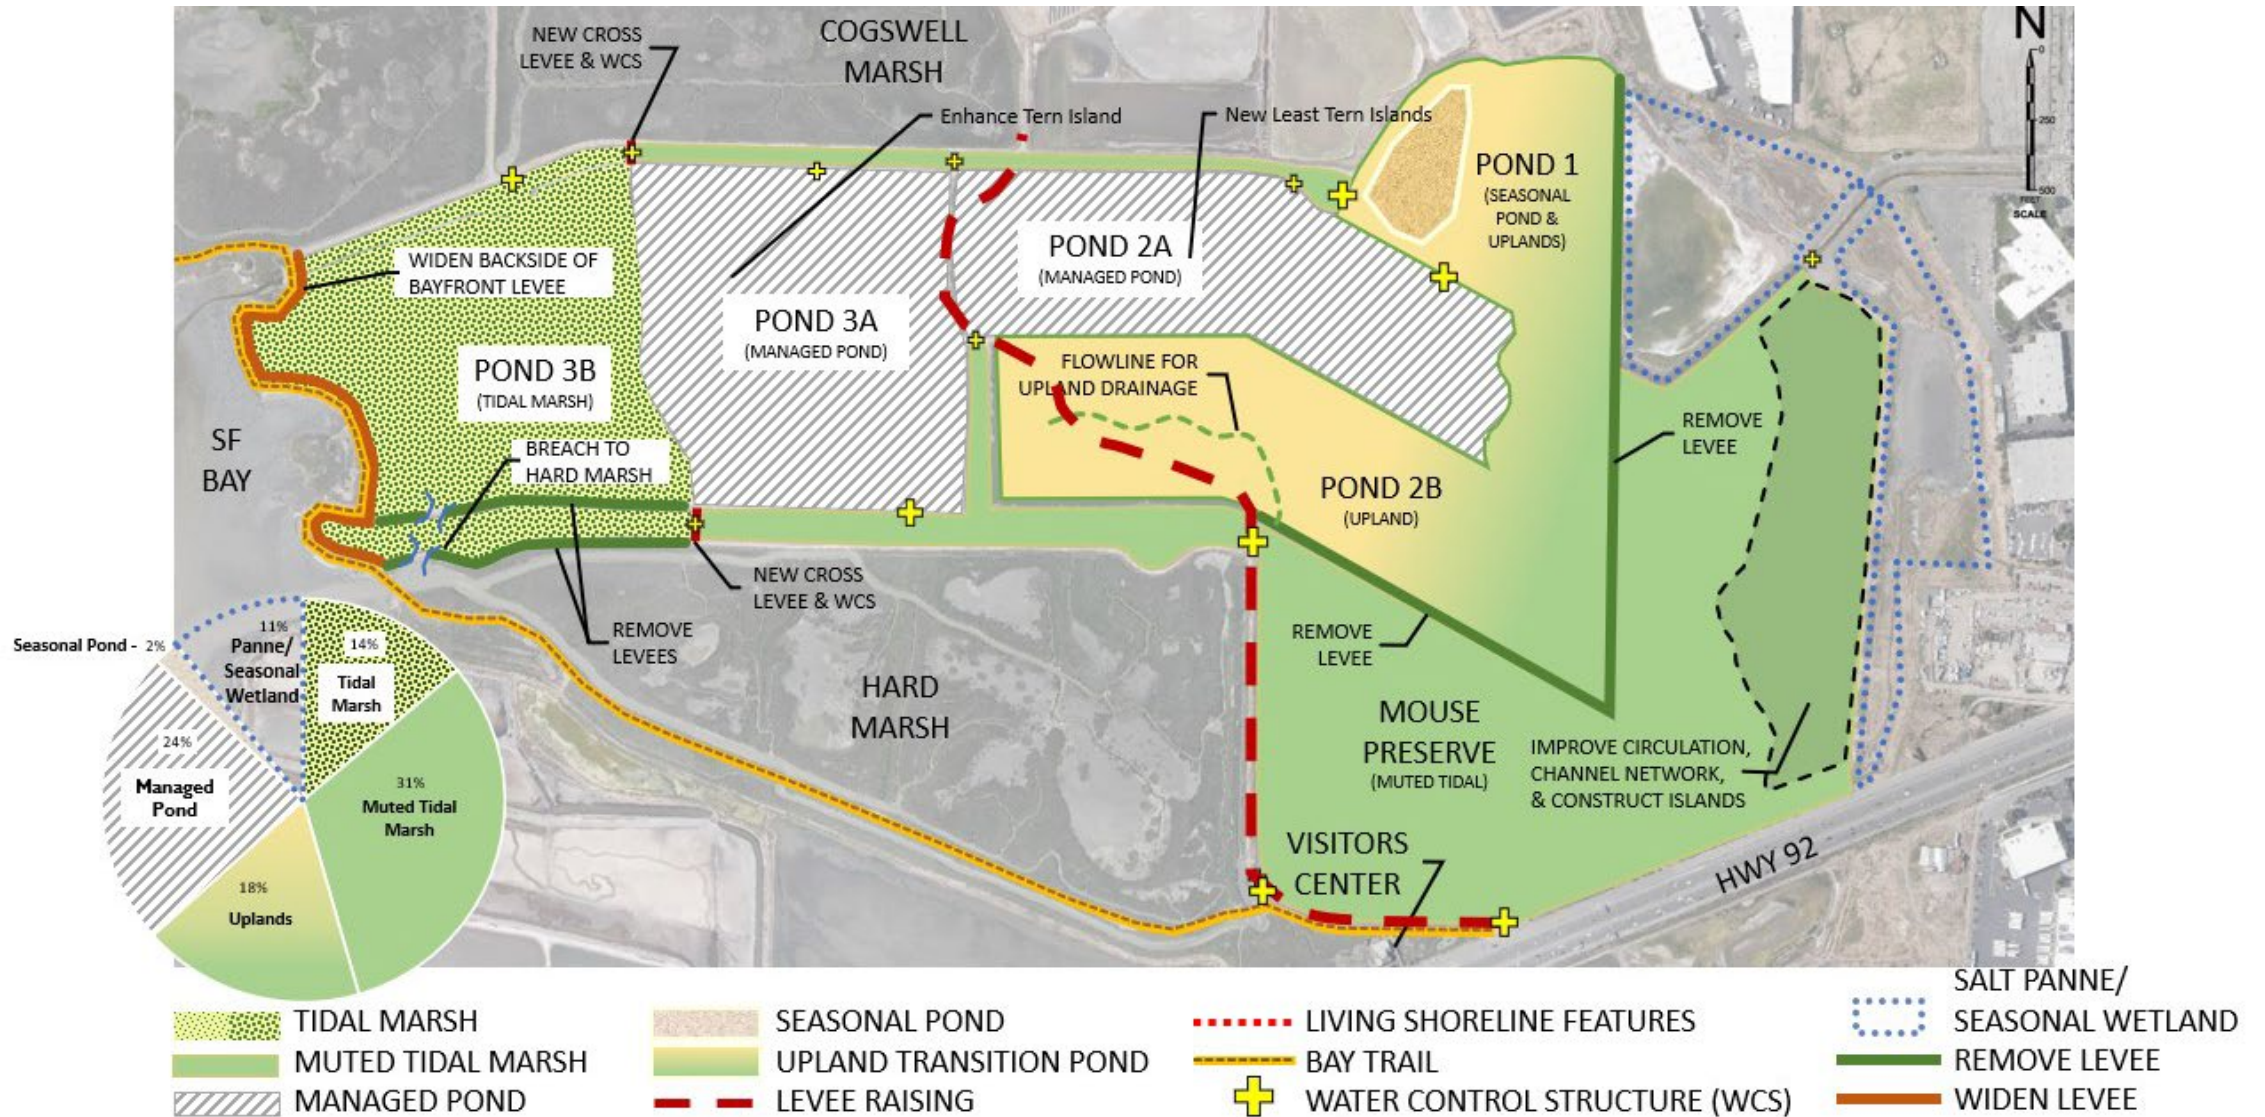 NEW CROSS
LEVEE & WCS
COGSWELL
MARSH
N
0
250
500
FEET
SCALE
Enhance Tern Island
New Least Tern Islands
POND 1
(SEASONAL
POND &
UPLANDS)
WIDEN BACKSIDE OF
BAYFRONT LEVEE
POND 2A
(MANAGED POND)
POND 3A
(MANAGED POND)
POND 3B
(TIDAL MARSH)
FLOWLINE FOR
UPLAND DRAINAGE
REMOVE
LEVEE
SF
BAY
BREACH TO
HARD MARSH
POND 2B
(UPLAND)
NEW CROSS
LEVEE & WCS
REMOVE
LEVEES
REMOVE
LEVEE
HARD
MARSH
MOUSE
PRESERVE
(MUTED TIDAL)
IMPROVE CIRCULATION,
CHANNEL NETWORK,
& CONSTRUCT ISLANDS
VISITORS
CENTER
HWY 92
Seasonal Pond - 2%
11%
Panne/
Seasonal
Wetland
14%
Tidal
Marsh
24%
Managed
Pond
31%
Muted Tidal
Marsh
18%
Uplands
TIDAL MARSH
MUTED TIDAL MARSH
MANAGED POND
SEASONAL POND
UPLAND TRANSITION POND
LEVEE RAISING
LIVING SHORELINE FEATURES
BAY TRAIL
WATER CONTROL STRUCTURE (WCS)
SALT PANNE/
SEASONAL WETLAND
REMOVE LEVEE
WIDEN LEVEE